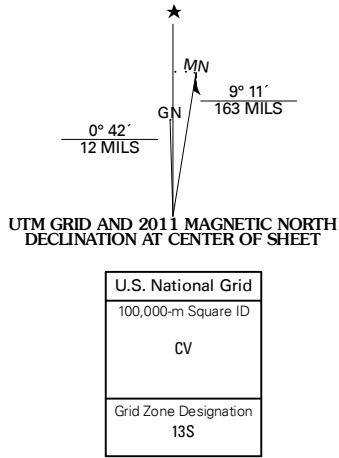 ★
MN
9° 11´
163 MILS
GN
0° 42´
12 MILS
UTM GRID AND 2011 MAGNETIC NORTH
DECLINATION AT CENTER OF SHEET
U.S. National Grid
100,000-m Square ID
CV
Grid Zone Designation
13S